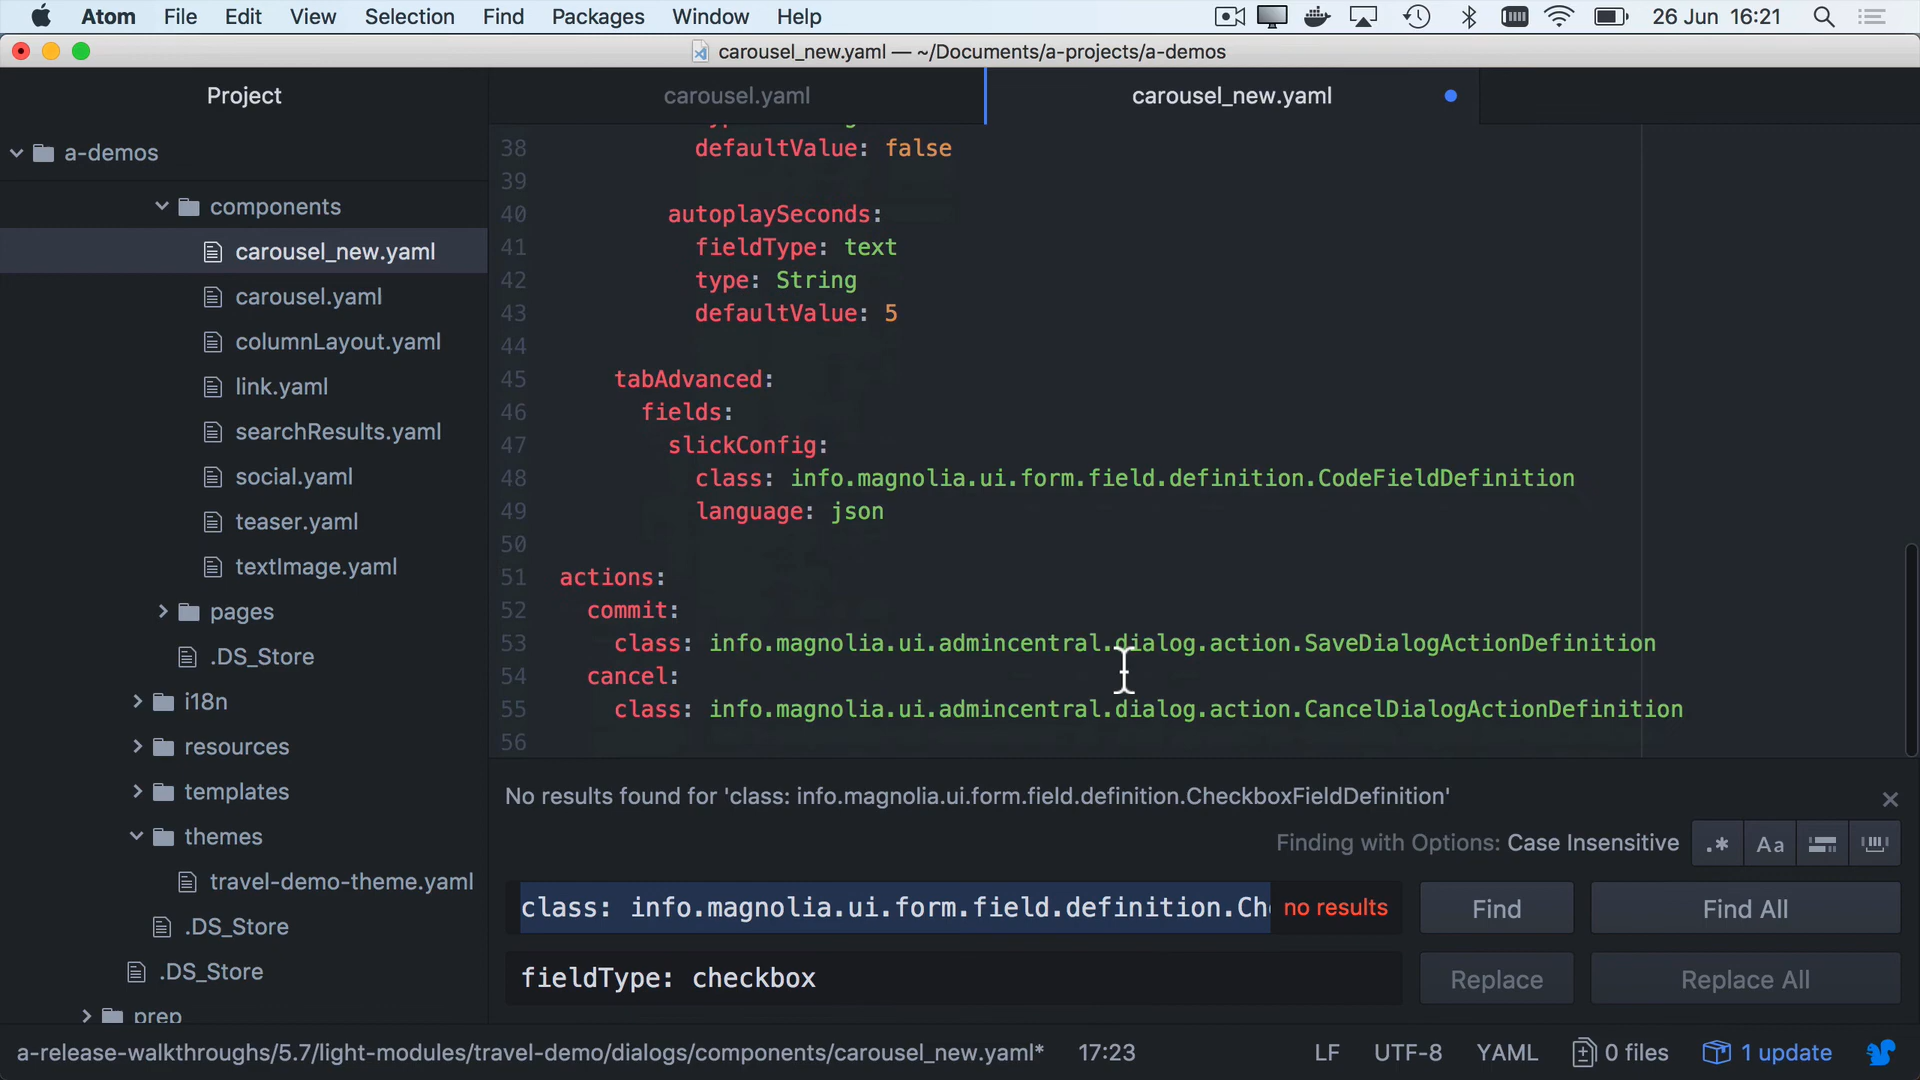 Atom File Edit View Selection Find Packages Window Help 26 Jun 16:21
carousel_new.yaml — ~/Documents/a-projects/a-demos
Project
carousel.yaml
carousel_new.yaml
a-demos
components
carousel_new.yaml
carousel.yaml
columnLayout.yaml
link.yaml
searchResults.yaml
social.yaml
teaser.yaml
textImage.yaml
pages
.DS_Store
i18n
resources
templates
themes
travel-demo-theme.yaml
.DS_Store
.DS_Store
prep
38 defaultValue: false
39
40 autoplaySeconds:
41 fieldType: text
42 type: String
43 defaultValue: 5
44
45 tabAdvanced:
46 fields:
47 slickConfig:
48 class: info.magnolia.ui.form.field.definition.CodeFieldDefinition
49 language: json
50
51 actions:
52 commit:
53 class: info.magnolia.ui.admincentral.dialog.action.SaveDialogActionDefinition
54 cancel:
55 class: info.magnolia.ui.admincentral.dialog.action.CancelDialogActionDefinition
56
No results found for 'class: info.magnolia.ui.form.field.definition.CheckboxFieldDefinition'
Finding with Options: Case Insensitive .* Aa
class: info.magnolia.ui.form.field.definition.Che no results Find Find All
fieldType: checkbox Replace Replace All
a-release-walkthroughs/5.7/light-modules/travel-demo/dialogs/components/carousel_new.yaml* 17:23 LF UTF-8 YAML 0 files 1 update